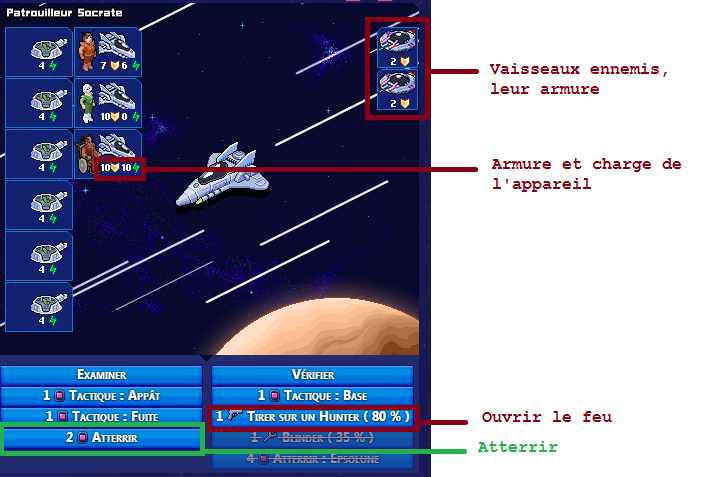 Patrouilleur Socrate
4
7 6
2
4
10 0
2
4
10 10
4
4
4
Vaisseaux ennemis,
leur armure
Armure et charge de
l'appareil
Examiner
Vérifier
1 Tactique : Appât
1 Tactique : Base
1 Tactique : Fuite
1 Tirer sur un Hunter ( 80 % )
2 Atterrir
1 Blinder ( 35 % )
4 Atterrir : Epsolune
Ouvrir le feu
Atterrir